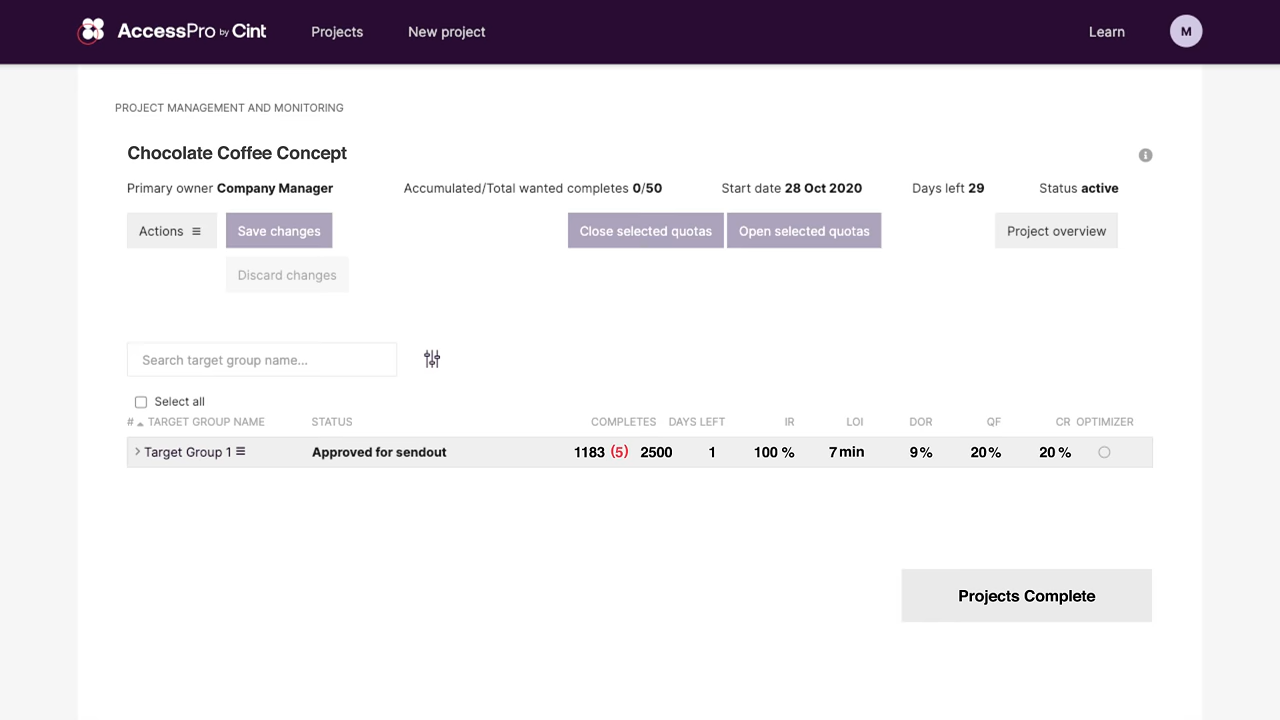 AccessPro by Cint Projects New project Learn M
PROJECT MANAGEMENT AND MONITORING
Chocolate Coffee Concept
Primary owner Company Manager Accumulated/Total wanted completes 0/50 Start date 28 Oct 2020 Days left 29 Status active
Actions Save changes Close selected quotas Open selected quotas Project overview
Discard changes
Search target group name...
Select all
# TARGET GROUP NAME STATUS COMPLETES DAYS LEFT IR LOI DOR QF CR OPTIMIZER
Target Group 1 Approved for sendout 1183 (5) 2500 1 100 % 7 min 9 % 20 % 20 %
Projects Complete